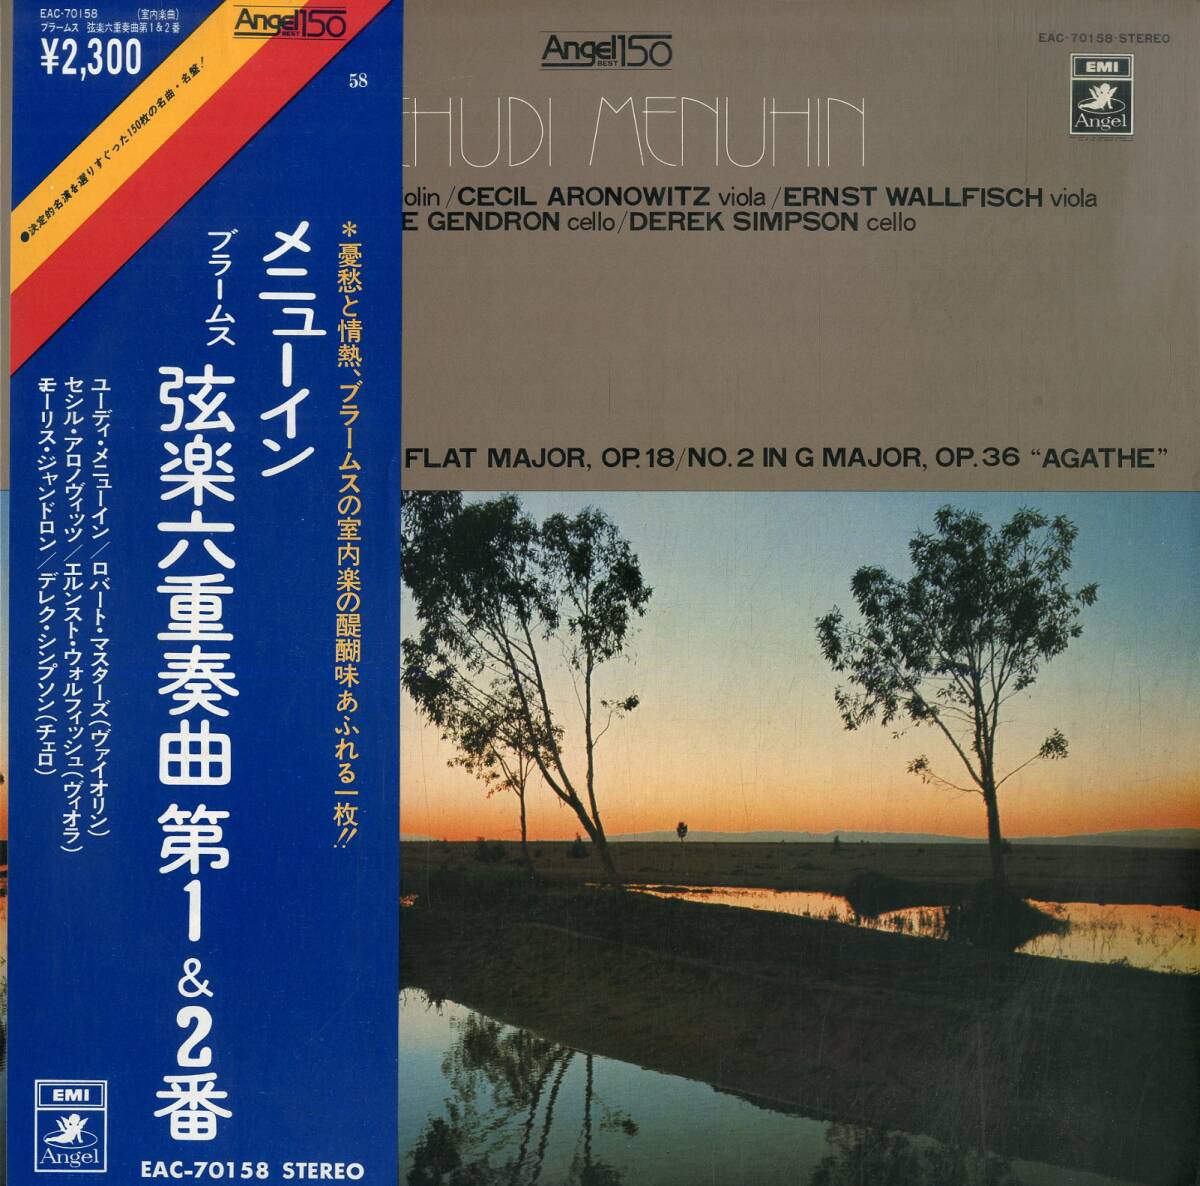 EAC-70158 (室内楽曲)
ブラームス 弦楽六重奏曲第1&2番
¥2,300
●決定的名演を選りすぐった150枚の名曲・名盤!
Angel BEST 150
58
*憂愁と情熱、ブラームスの室内楽の醍醐味あふれる一枚!!
メニューイン
ブラームス
弦楽六重奏曲 第1&2番
ユーディ・メニューイン/ロバート・マスターズ(ヴァイオリン)
セシル・アロノヴィッツ/エルンスト・ウォルフィッシュ(ヴィオラ)
モーリス・ジャンドロン/デレク・シンプソン(チェロ)
EMI
Angel
EAC-70158 STEREO
Angel BEST 150
EAC-70158·STEREO
EMI
Angel
EHUDI MENUHIN
olin/CECIL ARONOWITZ viola/ERNST WALLFISCH viola
E GENDRON cello/DEREK SIMPSON cello
FLAT MAJOR, OP.18/NO.2 IN G MAJOR, OP.36 “AGATHE”